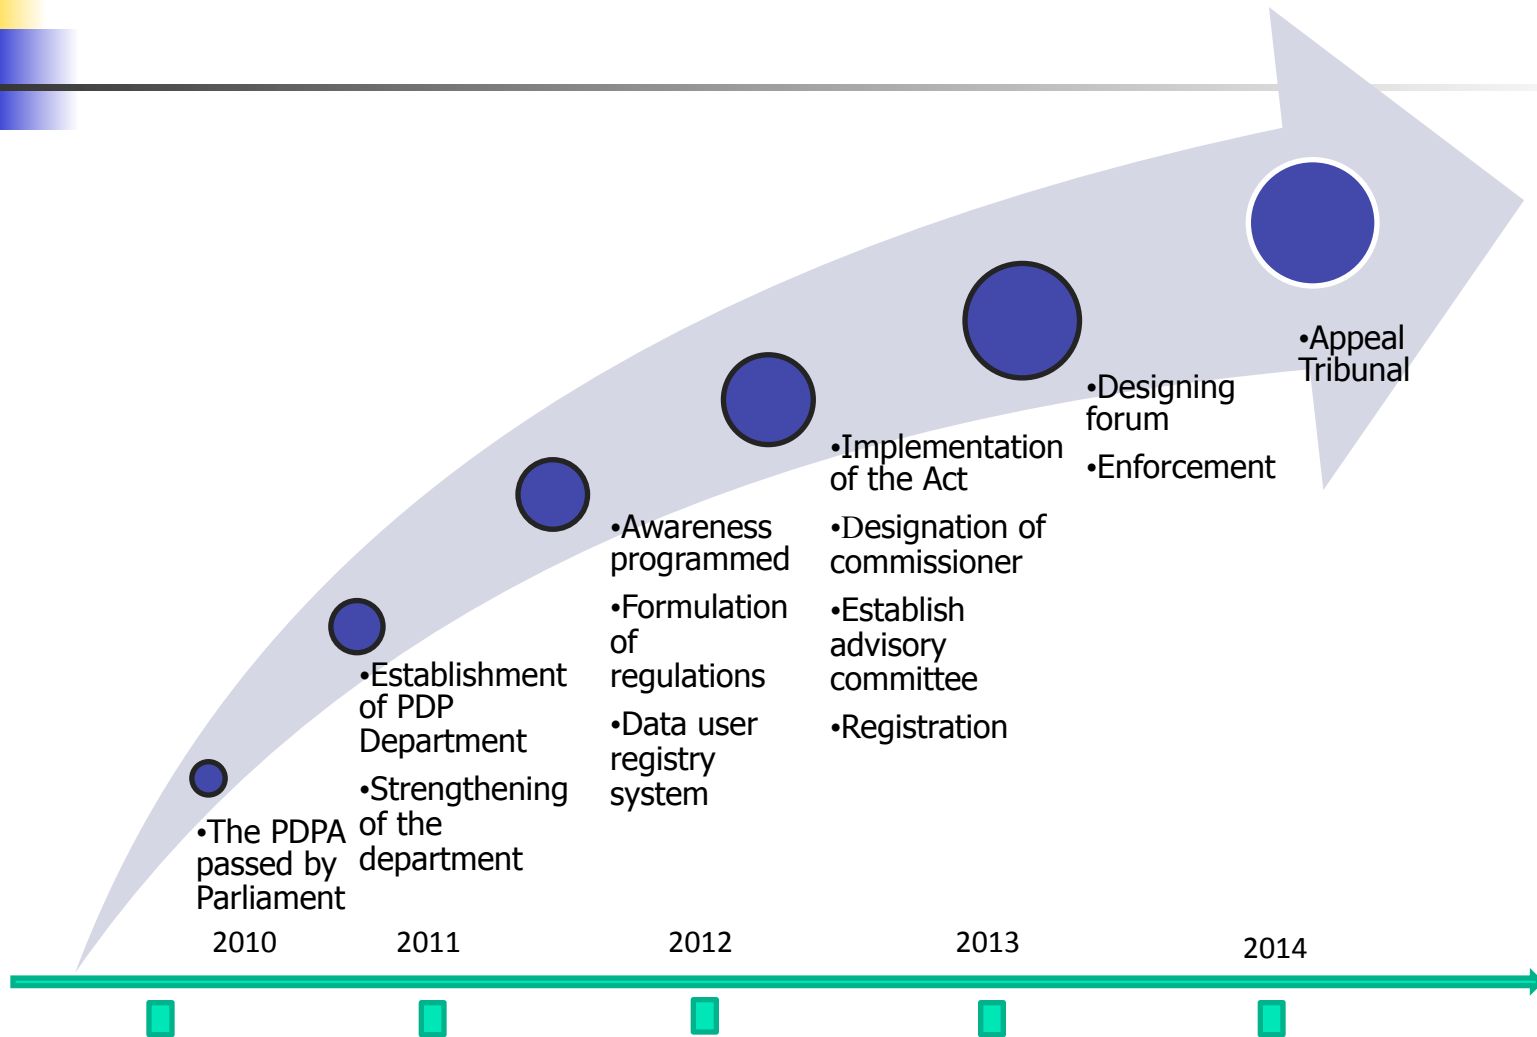 •The PDPA
passed by
Parliament
•Establishment
of PDP
Department
•Strengthening
of the
department
•Awareness
programmed
•Formulation
of
regulations
•Data user
registry
system
•Implementation
of the Act
•Designation of
commissioner
•Establish
advisory
committee
•Registration
•Designing
forum
•Enforcement
•Appeal
Tribunal
2010
2011
2012
2013
2014